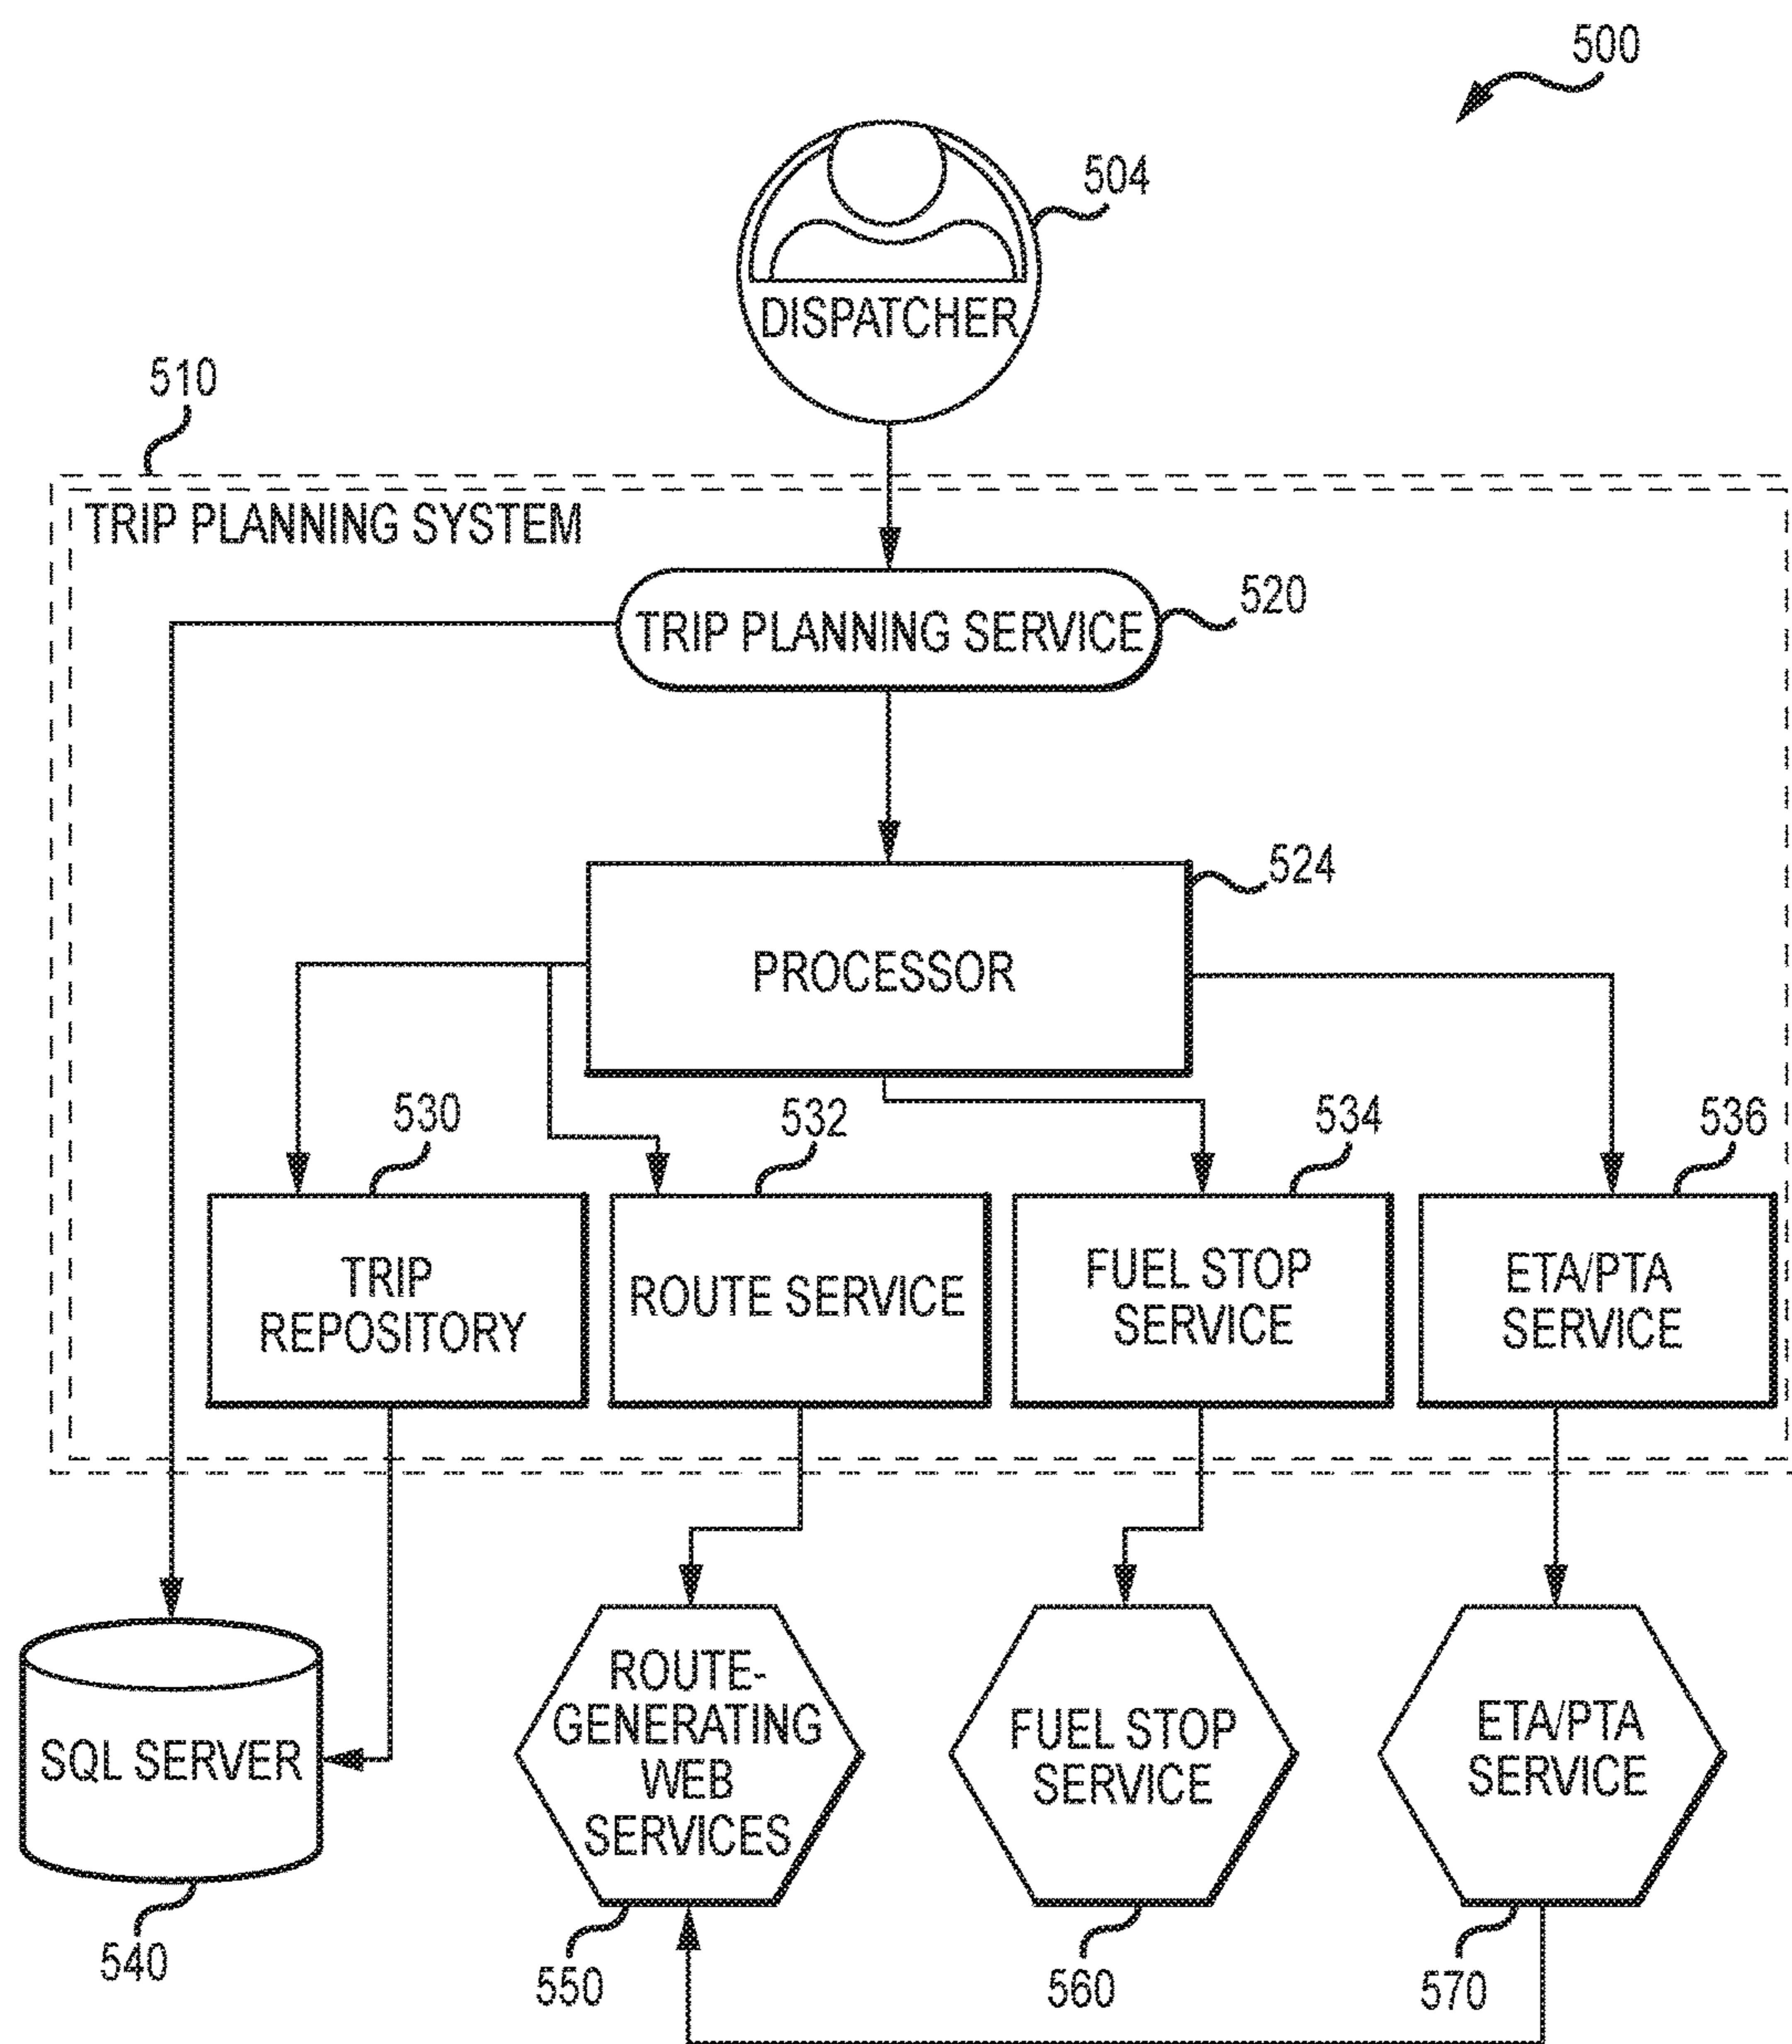 500
504
DISPATCHER
510
TRIP PLANNING SYSTEM
TRIP PLANNING SERVICE
520
524
PROCESSOR
530
532
534
536
TRIP
REPOSITORY
ROUTE SERVICE
FUEL STOP
SERVICE
ETA/PTA
SERVICE
SQL SERVER
ROUTE-
GENERATING
WEB
SERVICES
FUEL STOP
SERVICE
ETA/PTA
SERVICE
540
550
560
570